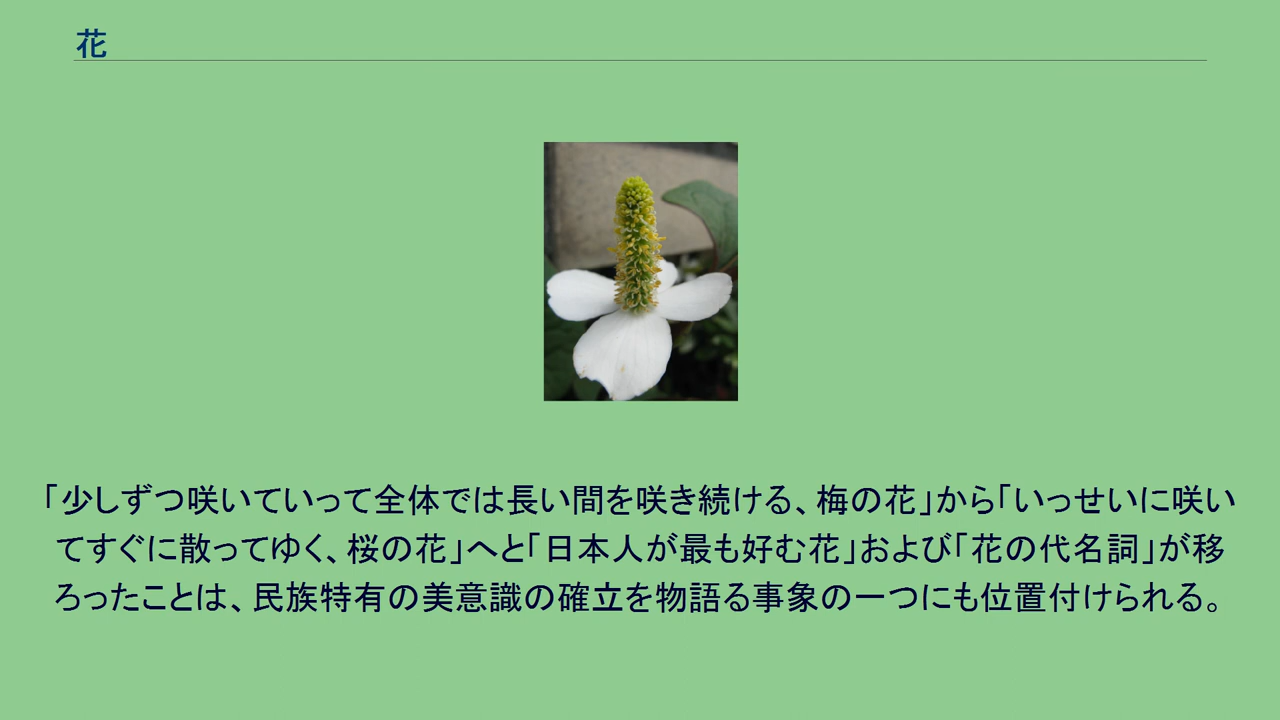 花
「少しずつ咲いていって全体では長い間を咲き続ける、梅の花」から「いっせいに咲い
てすぐに散ってゆく、桜の花」へと「日本人が最も好む花」および「花の代名詞」が移
ろったことは、民族特有の美意識の確立を物語る事象の一つにも位置付けられる。